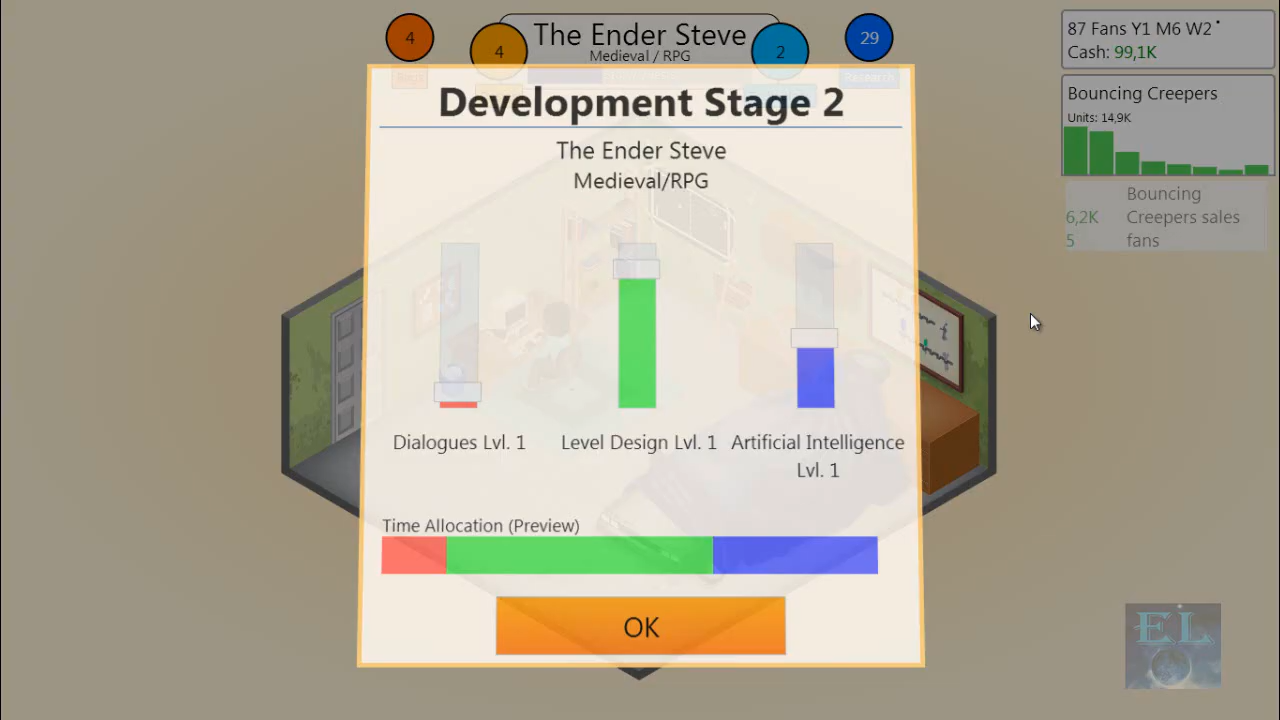 4
4
The Ender Steve
Medieval / RPG
2
29
Bugs
Research
87 Fans Y1 M6 W2
Cash: 99,1K
Bouncing Creepers
Units: 14,9K
6,2K Bouncing Creepers sales
5 fans
Development Stage 2
The Ender Steve
Medieval/RPG
Dialogues Lvl. 1
Level Design Lvl. 1
Artificial Intelligence
Lvl. 1
Time Allocation (Preview)
OK
EL